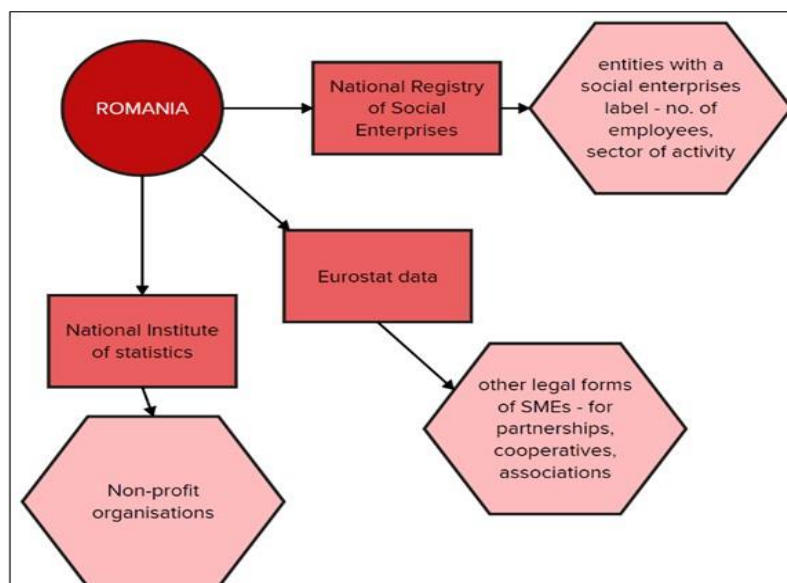 ROMANIA
National Registry
of Social
Enterprises
entities with a
social enterprises
label - no. of
employees,
sector of activity
Eurostat data
National Institute
of statistics
other legal forms
of SMEs - for
partnerships,
cooperatives,
associations
Non-profit
organisations